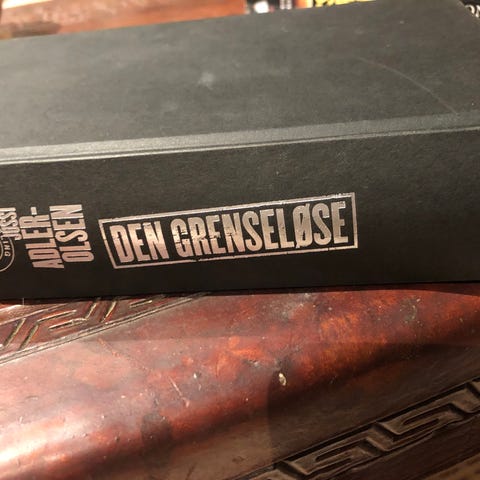 JUSSI
ADLER-
OLSEN
DEN GRENSELØSE